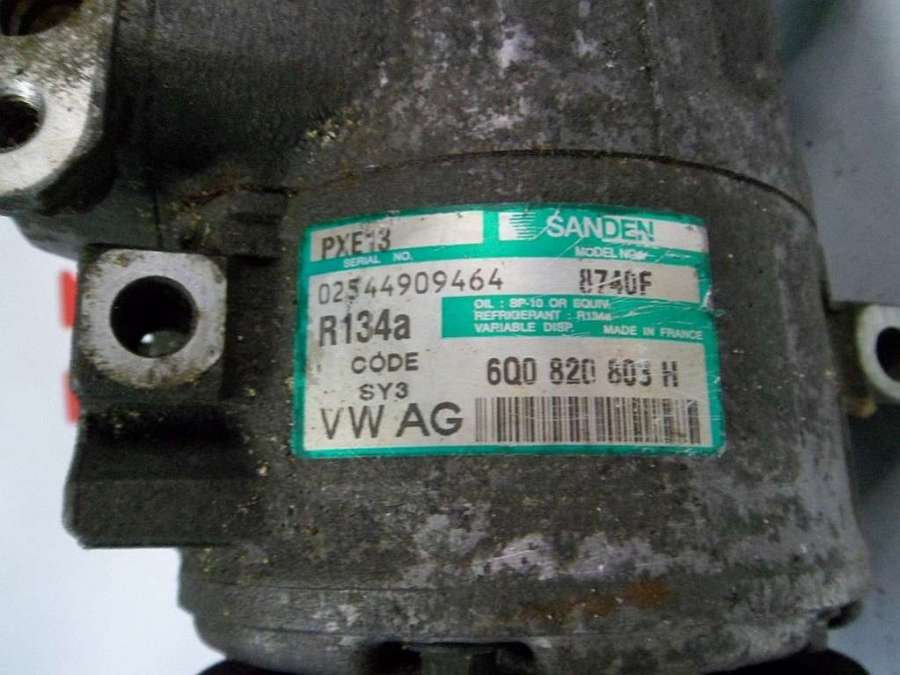 PXE13
SANDEN
SERIAL NO.
MODEL NO.
02544909464
8740F
OIL : SP-10 OR EQUIV.
REFRIGERANT : R134a
VARIABLE DISP.
MADE IN FRANCE
R134a
CODE
6Q0 820 803 H
SY3
VW AG